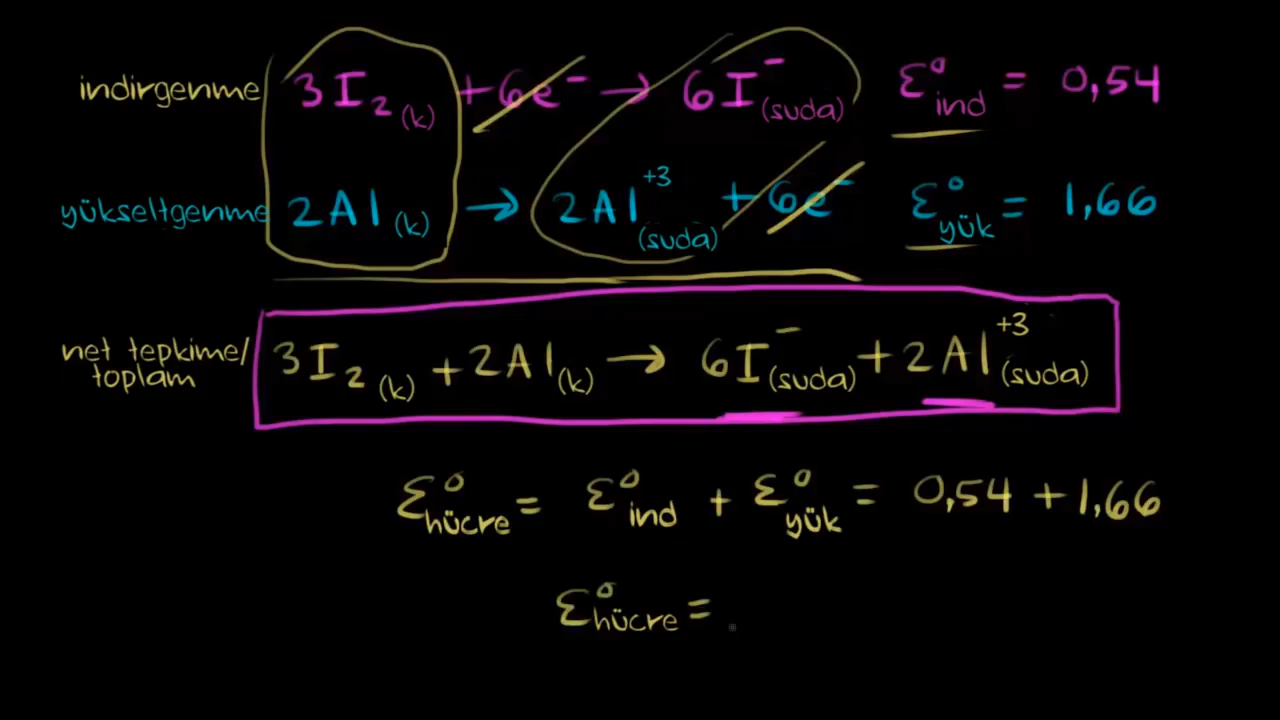 indirgenme 3I₂(k) + 6e⁻ → 6I⁻(suda) ε°ind = 0,54
yükseltgenme 2Al(k) → 2Al⁺³(suda) + 6e⁻ ε°yük = 1,66
net tepkime/ toplam 3I₂(k) + 2Al(k) → 6I⁻(suda) + 2Al⁺³(suda)
ε°hücre = ε°ind + ε°yük = 0,54 + 1,66
ε°hücre =